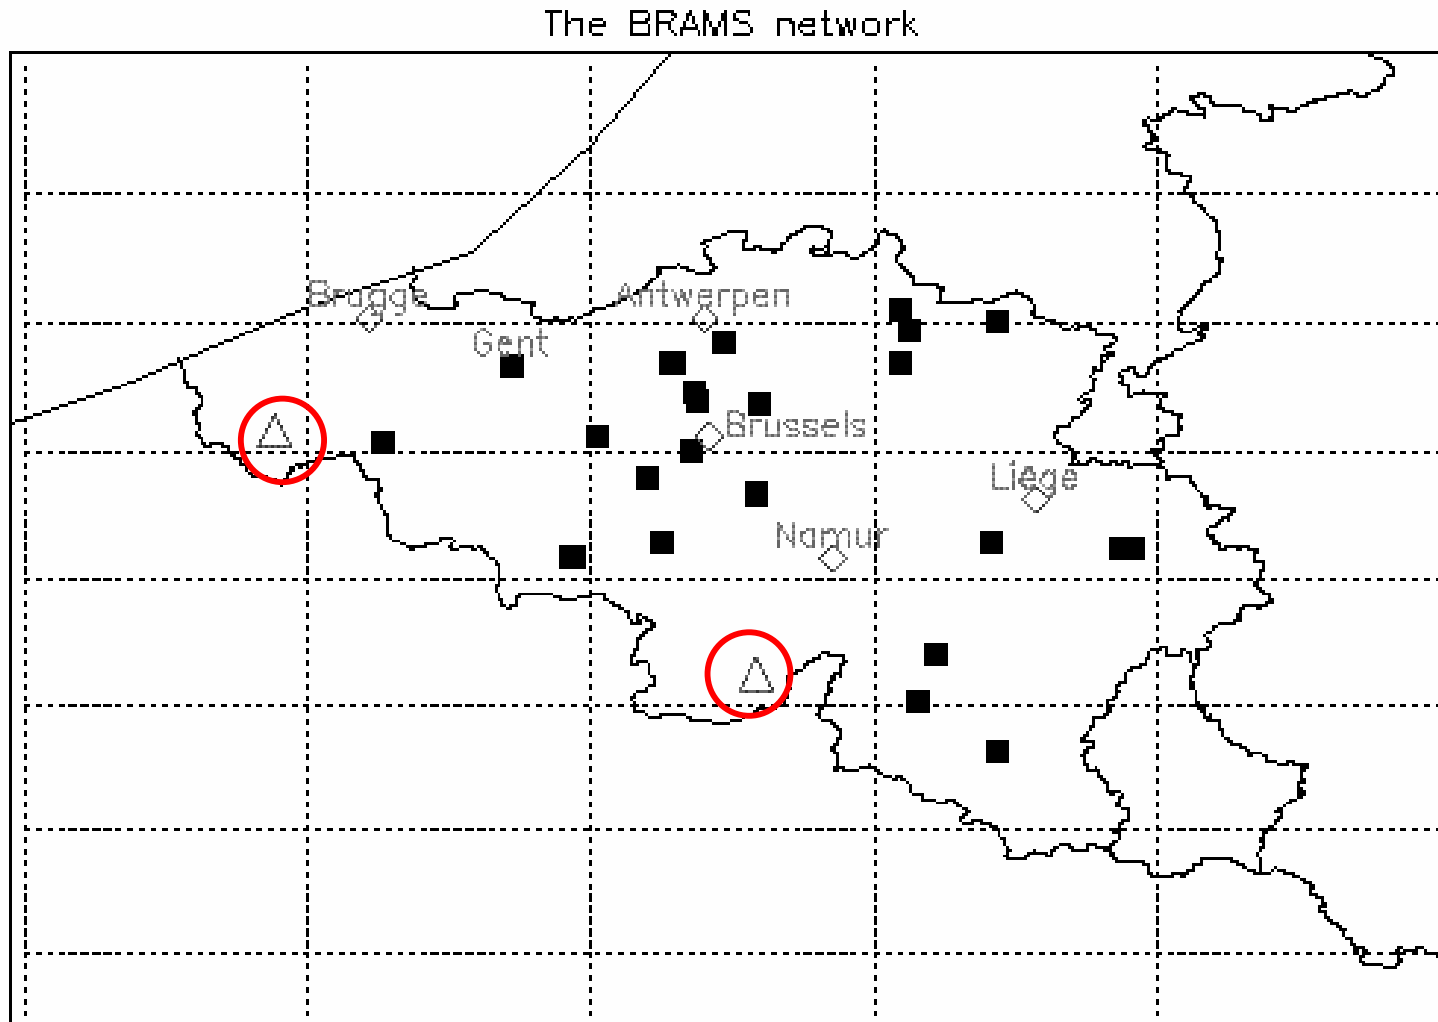 The BRAMS network
Brugge
Antwerpen
Gent
Brussels
Liege
Namur